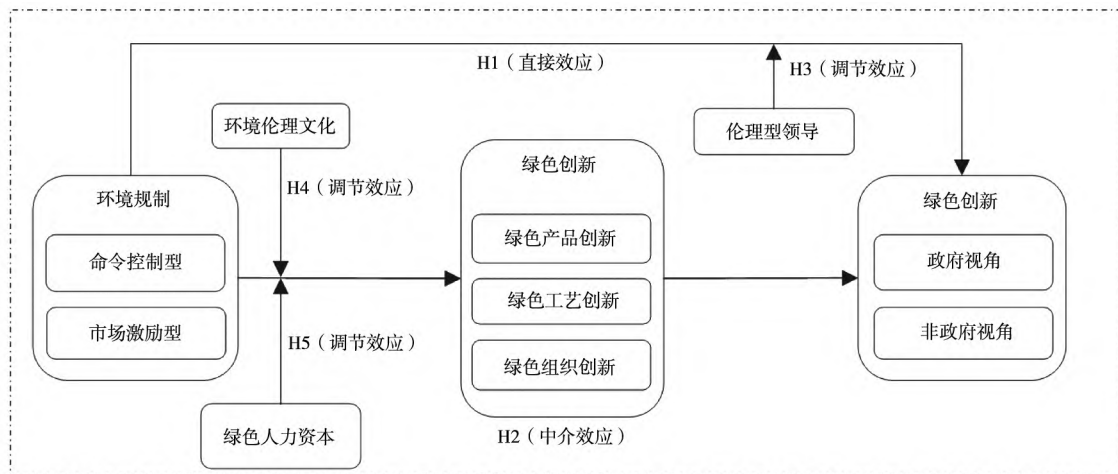 H1（直接效应）
H3（调节效应）
环境伦理文化
伦理型领导
H4（调节效应）
环境规制
命令控制型
市场激励型
H5（调节效应）
绿色人力资本
绿色创新
绿色产品创新
绿色工艺创新
绿色组织创新
H2（中介效应）
绿色创新
政府视角
非政府视角